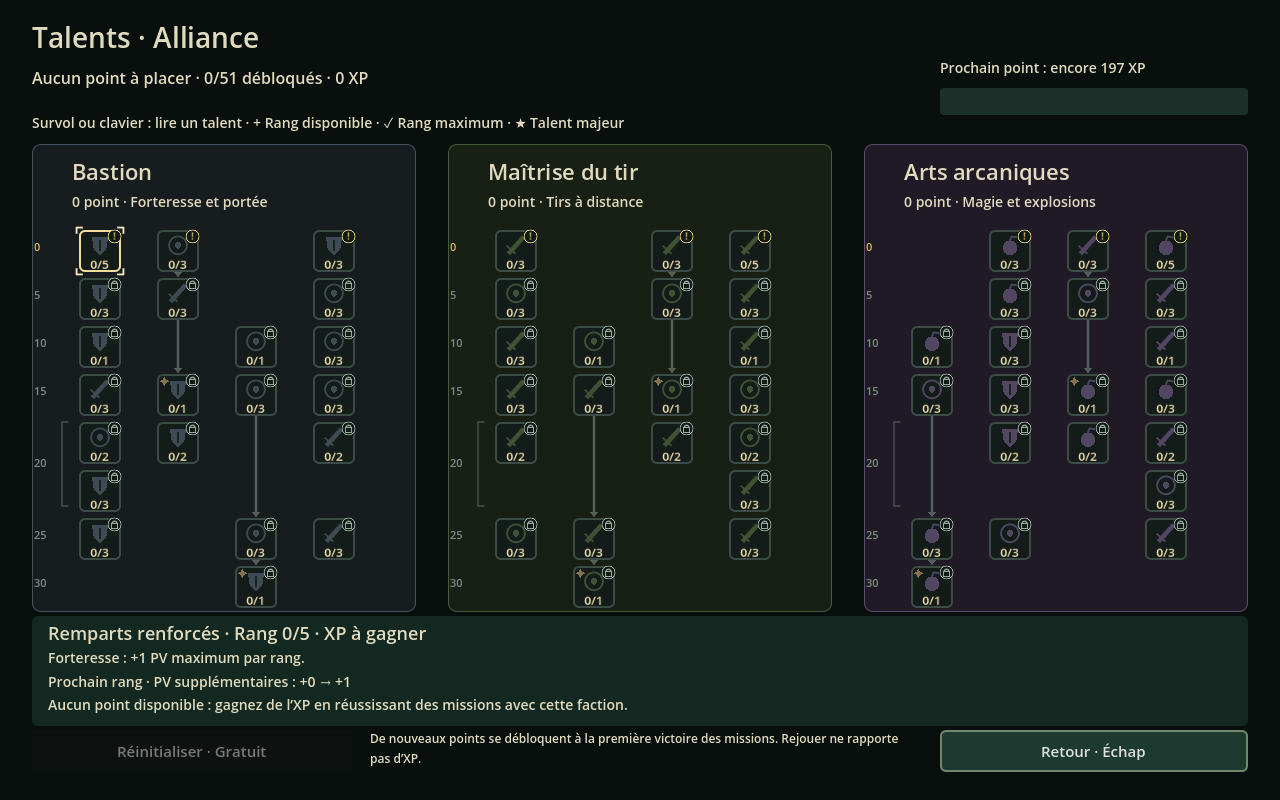 Talents · Alliance
Aucun point à placer · 0/51 débloqués · 0 XP
Prochain point : encore 197 XP
Survol ou clavier : lire un talent · + Rang disponible · ✓ Rang maximum · ★ Talent majeur
Bastion
0 point · Forteresse et portée
0
0/5 0/3 0/3
5
0/3 0/3 0/3
10
0/1 0/1 0/3
15
0/3 0/1 0/3 0/3
20
0/2 0/2 0/2
0/3
25
0/3 0/3 0/3
30
0/1
Maîtrise du tir
0 point · Tirs à distance
0
0/3 0/3 0/5
5
0/3 0/3 0/3
10
0/3 0/1 0/3
15
0/3 0/3 0/1 0/3
20
0/2 0/2 0/2
0/3
25
0/3 0/3 0/3
30
0/1
Arts arcaniques
0 point · Magie et explosions
0
0/3 0/3 0/5
5
0/3 0/3 0/3
10
0/1 0/3 0/1
15
0/3 0/3 0/1 0/3
20
0/2 0/2 0/2
0/3
25
0/3 0/3 0/3
30
0/1
Remparts renforcés · Rang 0/5 · XP à gagner
Forteresse : +1 PV maximum par rang.
Prochain rang · PV supplémentaires : +0 → +1
Aucun point disponible : gagnez de l’XP en réussissant des missions avec cette faction.
Réinitialiser · Gratuit
De nouveaux points se débloquent à la première victoire des missions. Rejouer ne rapporte
pas d’XP.
Retour · Échap